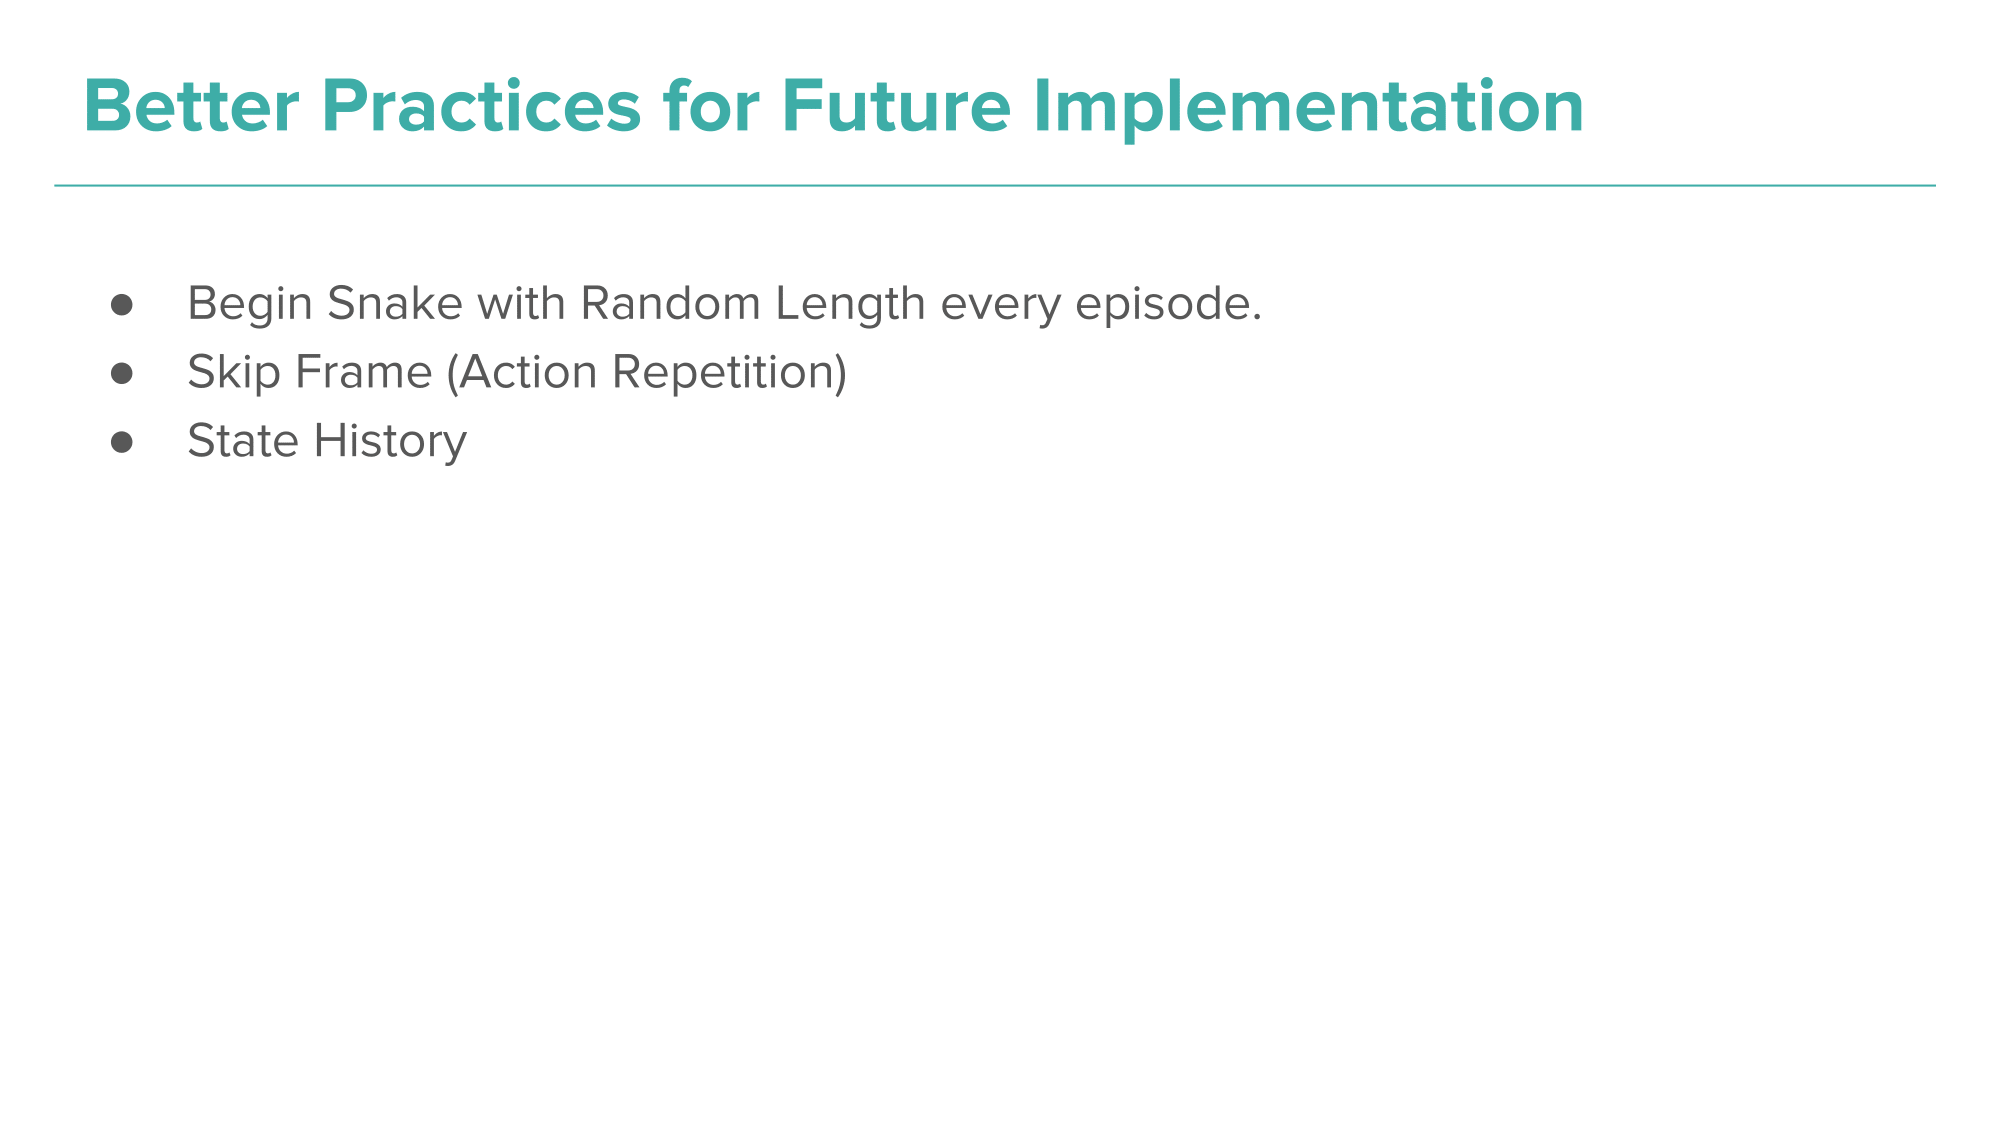 Better Practices for Future Implementation
● Begin Snake with Random Length every episode.
● Skip Frame (Action Repetition)
● State History